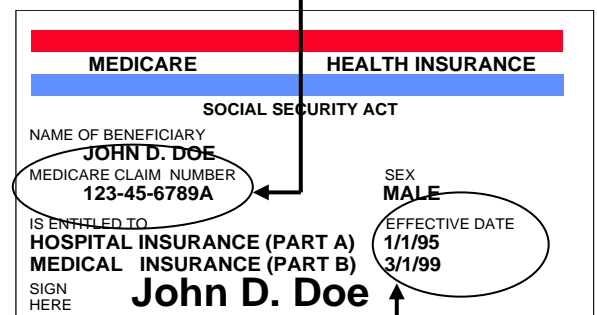 MEDICARE HEALTH INSURANCE
SOCIAL SECURITY ACT
NAME OF BENEFICIARY
JOHN D. DOE
MEDICARE CLAIM NUMBER SEX
123-45-6789A MALE
IS ENTITLED TO EFFECTIVE DATE
HOSPITAL INSURANCE (PART A) 1/1/95
MEDICAL INSURANCE (PART B) 3/1/99
SIGN HERE John D. Doe